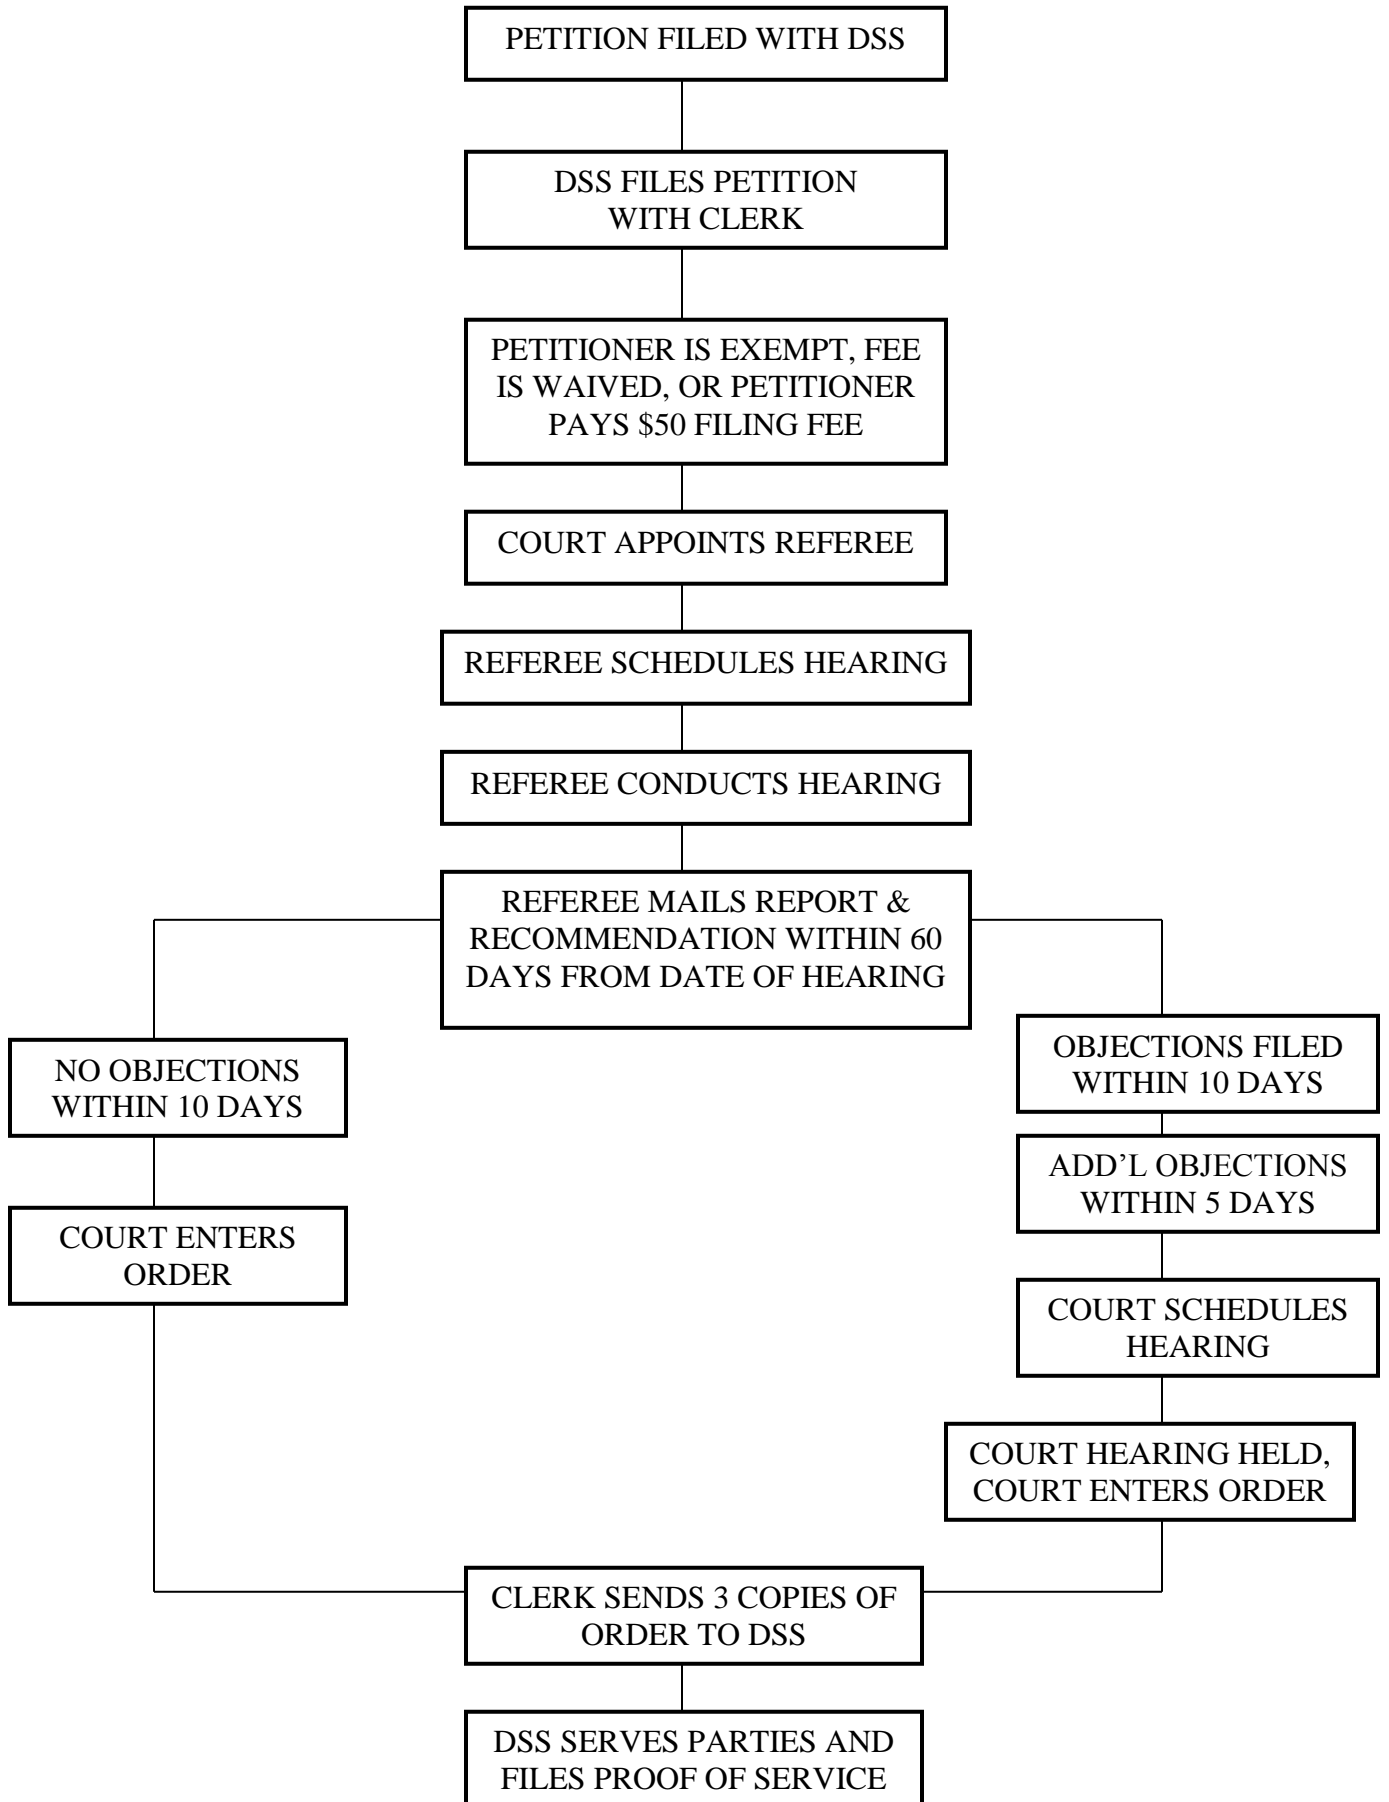 PETITION FILED WITH DSS
DSS FILES PETITION
WITH CLERK
PETITIONER IS EXEMPT, FEE
IS WAIVED, OR PETITIONER
PAYS $50 FILING FEE
COURT APPOINTS REFEREE
REFEREE SCHEDULES HEARING
REFEREE CONDUCTS HEARING
REFEREE MAILS REPORT &
RECOMMENDATION WITHIN 60
DAYS FROM DATE OF HEARING
NO OBJECTIONS
WITHIN 10 DAYS
COURT ENTERS
ORDER
OBJECTIONS FILED
WITHIN 10 DAYS
ADD’L OBJECTIONS
WITHIN 5 DAYS
COURT SCHEDULES
HEARING
COURT HEARING HELD,
COURT ENTERS ORDER
CLERK SENDS 3 COPIES OF
ORDER TO DSS
DSS SERVES PARTIES AND
FILES PROOF OF SERVICE